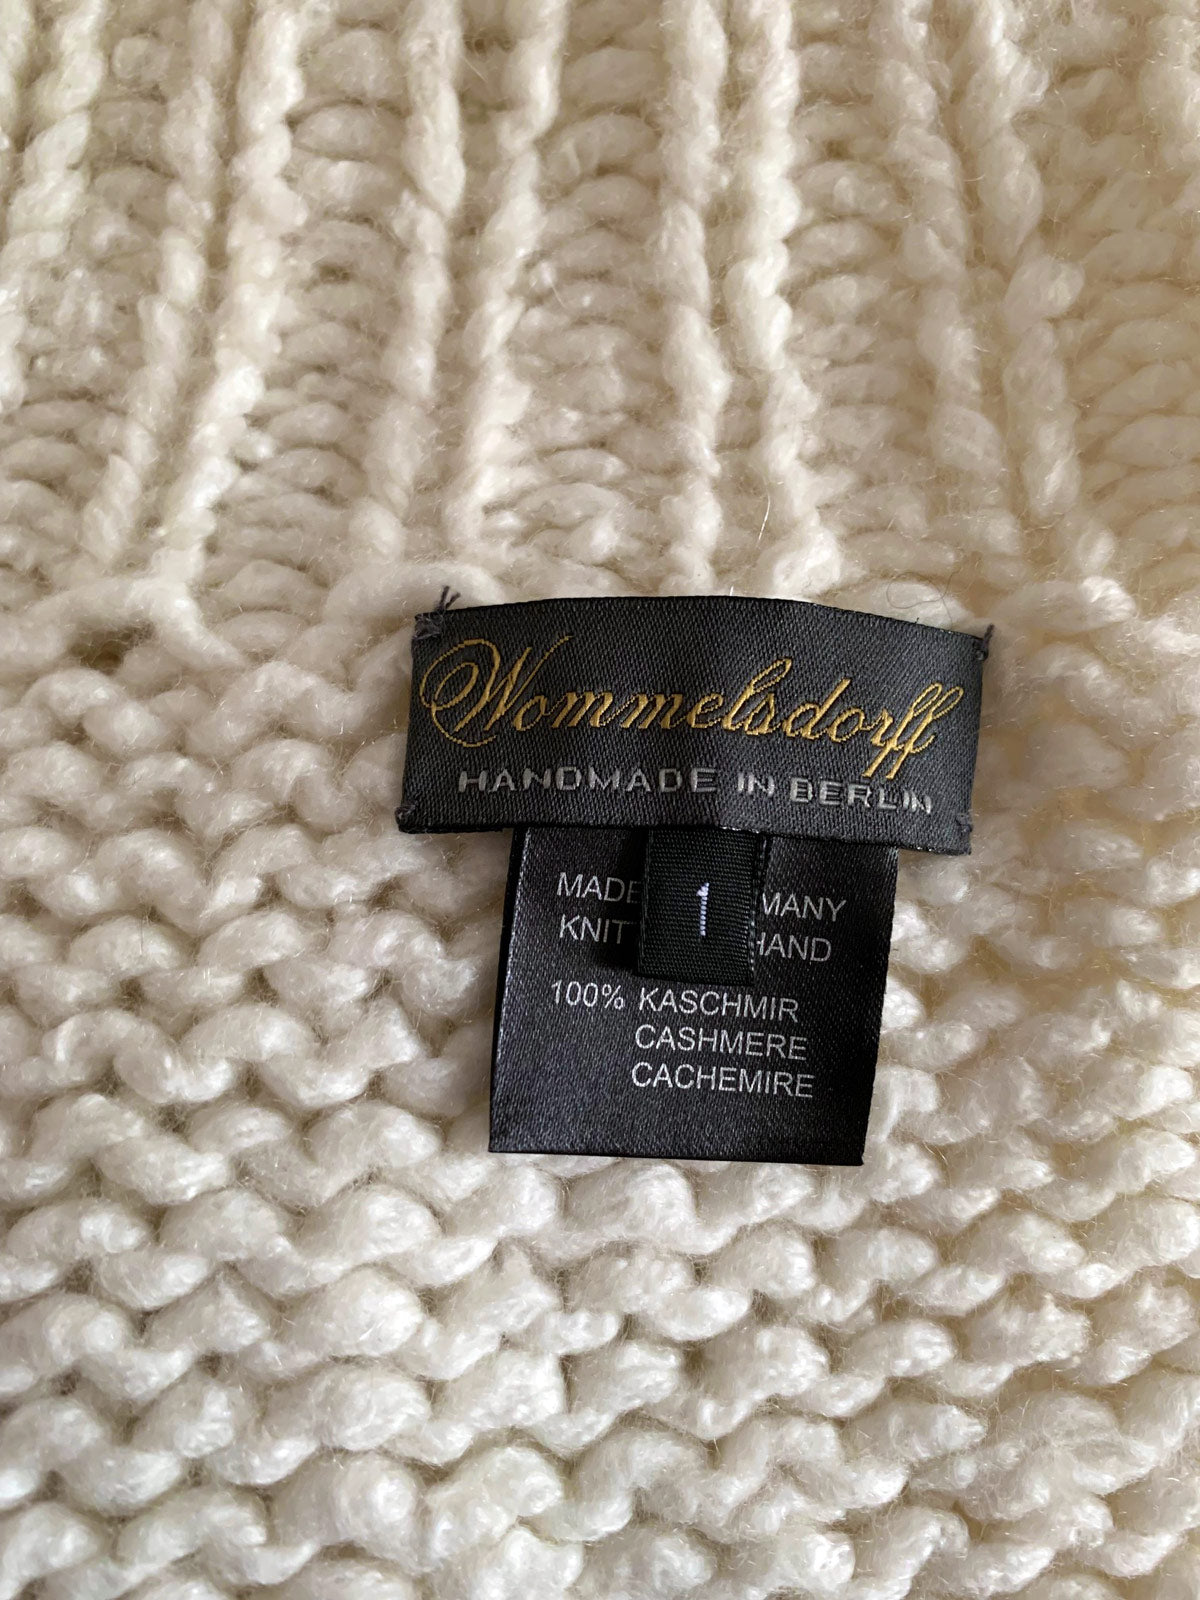 Wommelsdorff
HANDMADE IN BERLIN
1
MADE MANY
KNIT HAND
100% KASCHMIR
CASHMERE
CACHEMIRE